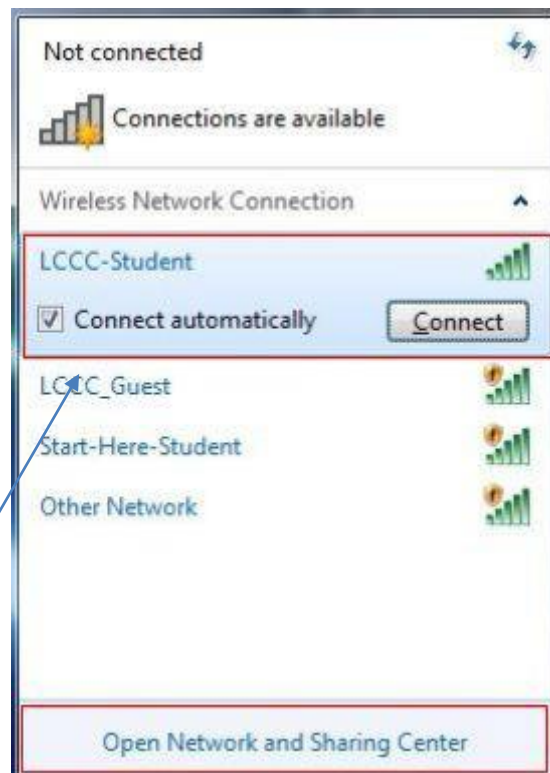 Not connected
Connections are available
Wireless Network Connection
LCCC-Student
Connect automatically Connect
LCCC_Guest
Start-Here-Student
Other Network
Open Network and Sharing Center